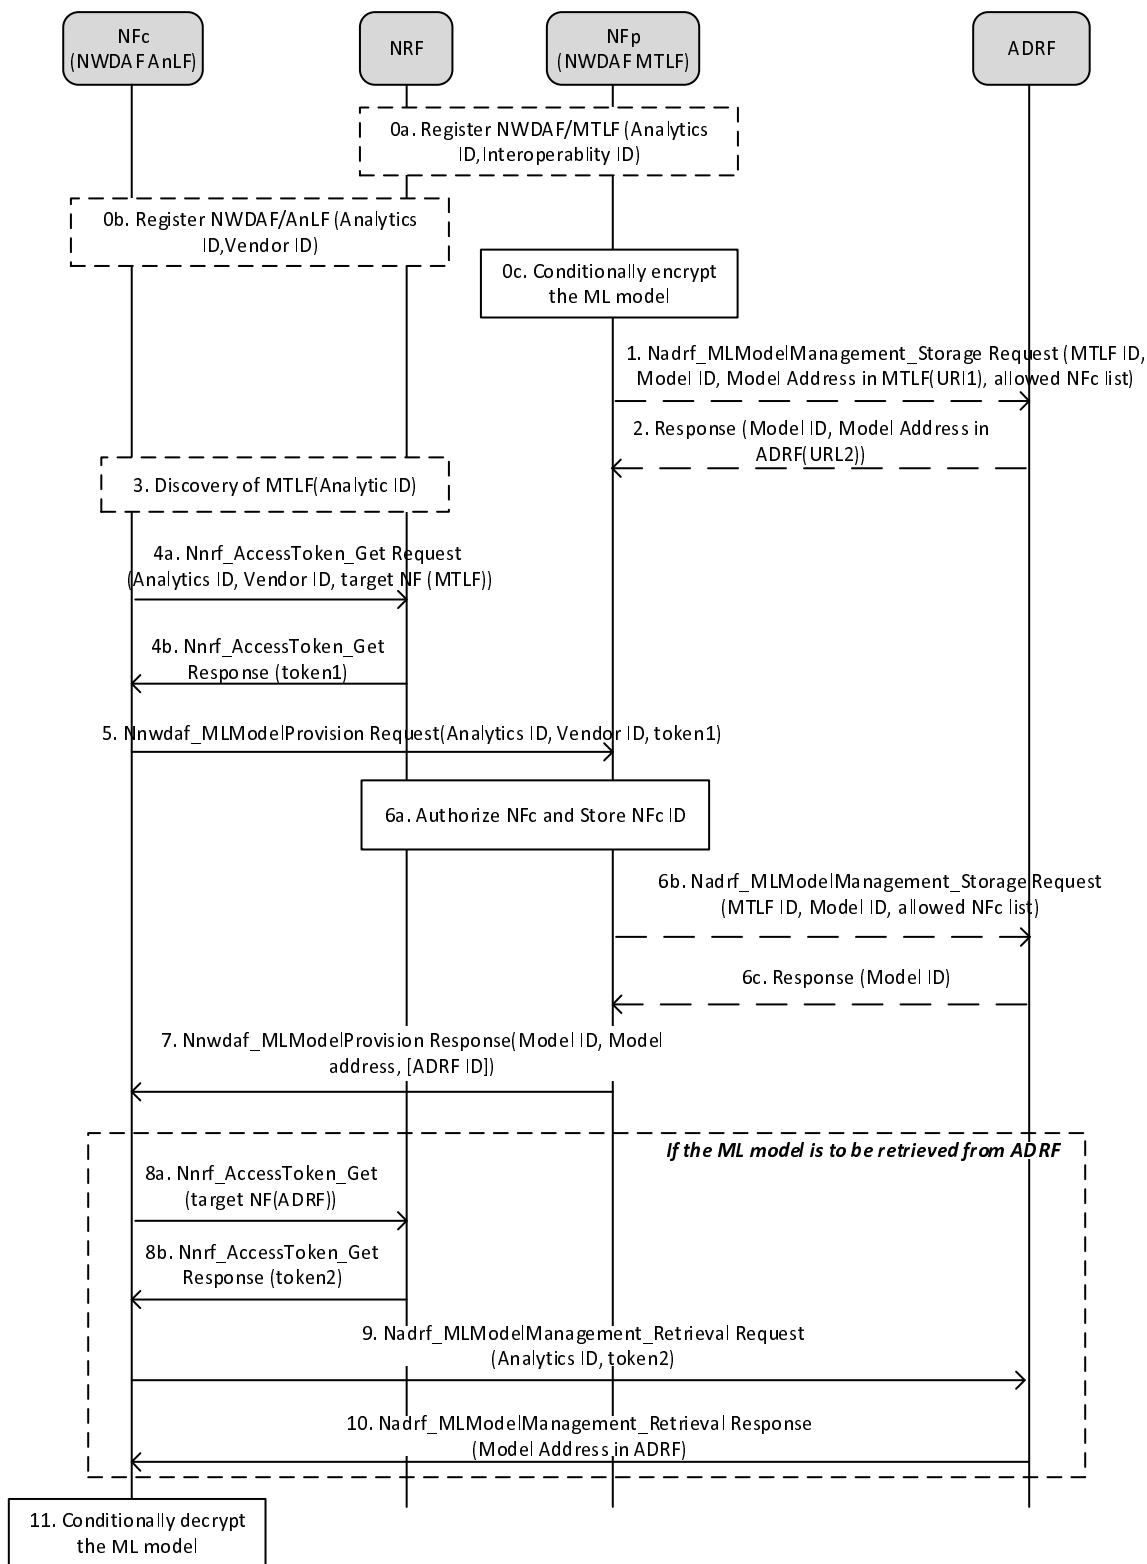 NFc
(NWDAF AnLF)
NRF
NFp
(NWDAF MTLF)
ADRF
0a. Register NWDAF/MTLF (Analytics
ID,Interoperablity ID)
0b. Register NWDAF/AnLF (Analytics
ID,Vendor ID)
0c. Conditionally encrypt
the ML model
1. Nadrf_MLModelManagement_Storage Request (MTLF ID,
Model ID, Model Address in MTLF(URl1), allowed NFc list)
2. Response (Model ID, Model Address in
ADRF(URL2))
3. Discovery of MTLF(Analytic ID)
4a. Nnrf_AccessToken_Get Request
(Analytics ID, Vendor ID, target NF (MTLF))
4b. Nnrf_AccessToken_Get
Response (token1)
5. Nnwdaf_MLModelProvision Request(Analytics ID, Vendor ID, token1)
6a. Authorize NFc and Store NFc ID
6b. Nadrf_MLModelManagement_Storage Request
(MTLF ID, Model ID, allowed NFc list)
6c. Response (Model ID)
7. Nnwdaf_MLModelProvision Response(Model ID, Model
address, [ADRF ID])
If the ML model is to be retrieved from ADRF
8a. Nnrf_AccessToken_Get
(target NF(ADRF))
8b. Nnrf_AccessToken_Get
Response (token2)
9. Nadrf_MLModelManagement_Retrieval Request
(Analytics ID, token2)
10. Nadrf_MLModelManagement_Retrieval Response
(Model Address in ADRF)
11. Conditionally decrypt
the ML model